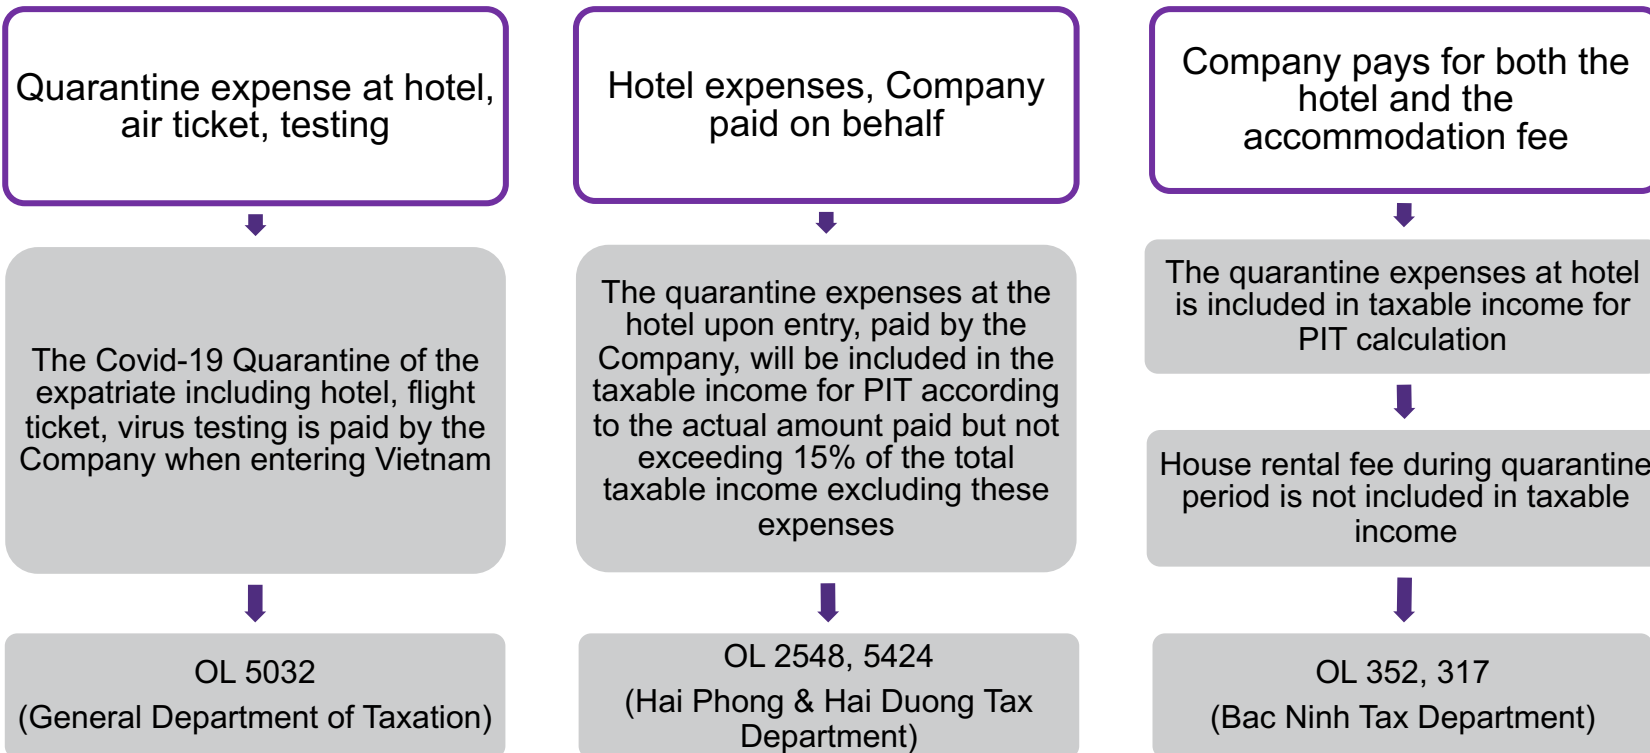 Quarantine expense at hotel,
air ticket, testing
The Covid-19 Quarantine of the
expatriate including hotel, flight
ticket, virus testing is paid by the
Company when entering Vietnam
OL 5032
(General Department of Taxation)
Hotel expenses, Company
paid on behalf
The quarantine expenses at the
hotel upon entry, paid by the
Company, will be included in the
taxable income for PIT according
to the actual amount paid but not
exceeding 15% of the total
taxable income excluding these
expenses
OL 2548, 5424
(Hai Phong & Hai Duong Tax
Department)
Company pays for both the
hotel and the
accommodation fee
The quarantine expenses at hotel
is included in taxable income for
PIT calculation
House rental fee during quarantine
period is not included in taxable
income
OL 352, 317
(Bac Ninh Tax Department)